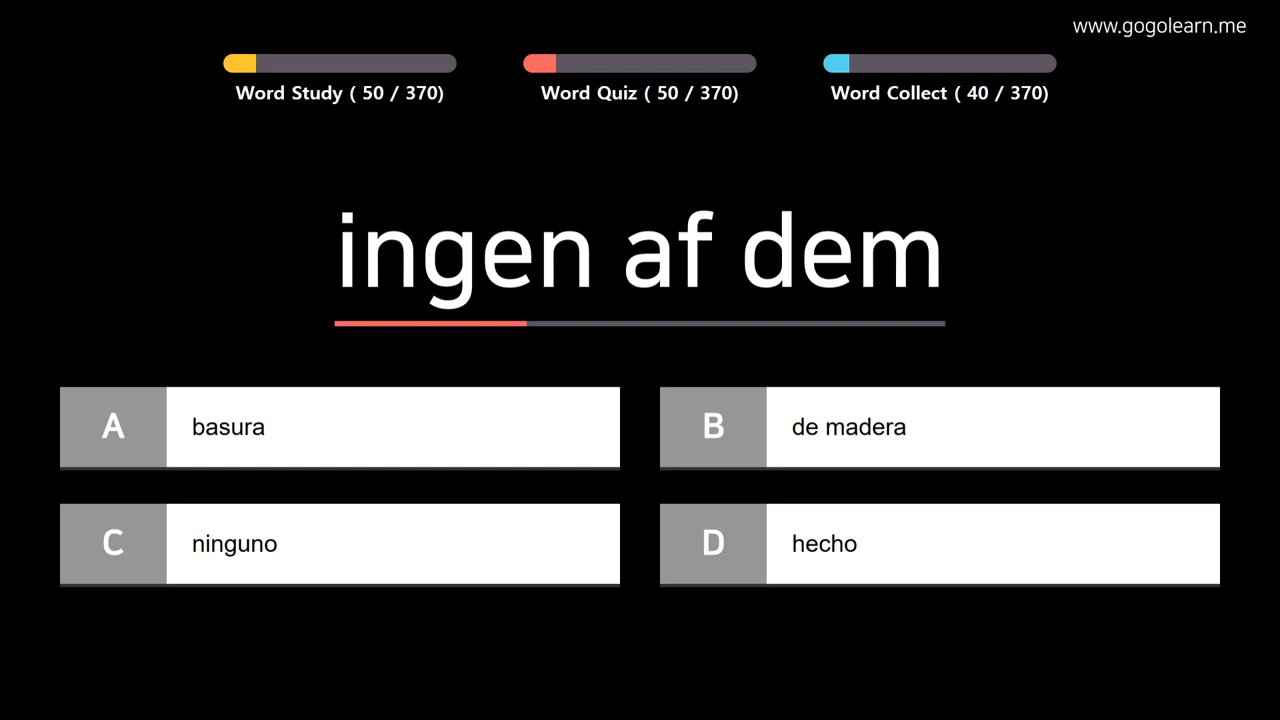 www.gogolearn.me
Word Study ( 50 / 370)
Word Quiz ( 50 / 370)
Word Collect ( 40 / 370)
ingen af dem
A basura
B de madera
C ninguno
D hecho